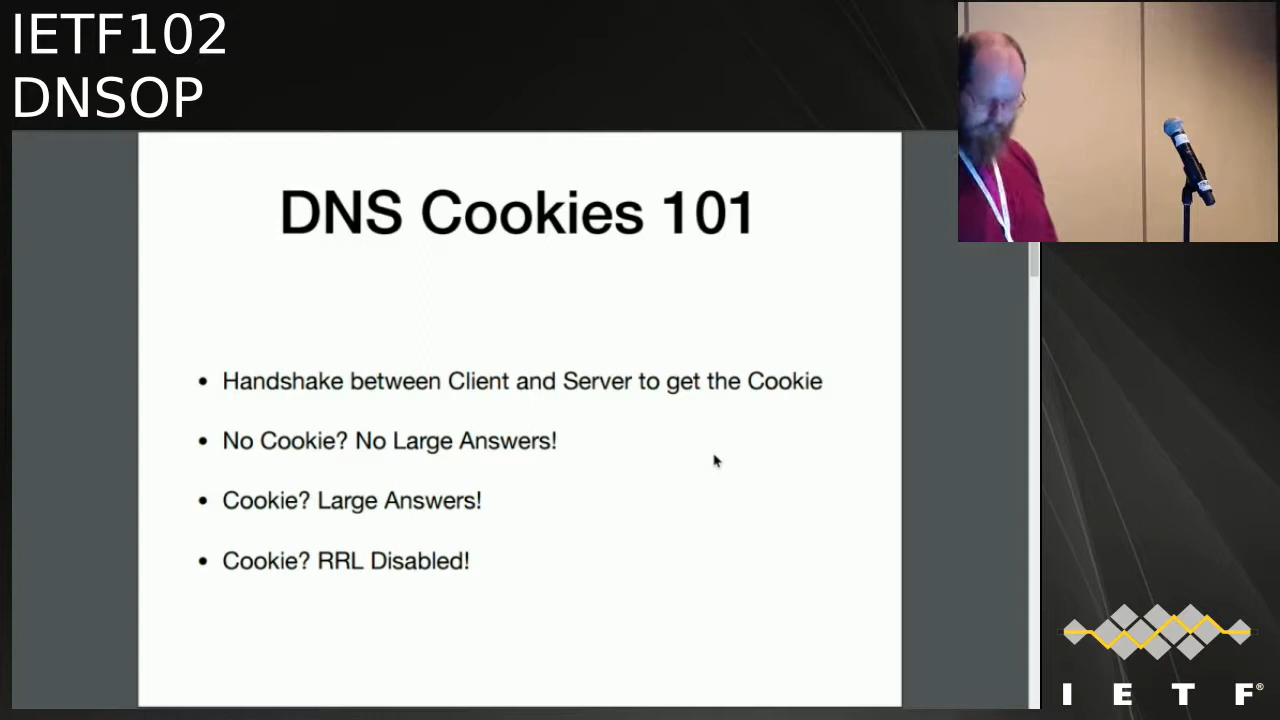 IETF102
DNSOP
DNS Cookies 101
• Handshake between Client and Server to get the Cookie
• No Cookie? No Large Answers!
• Cookie? Large Answers!
• Cookie? RRL Disabled!
I E T F®